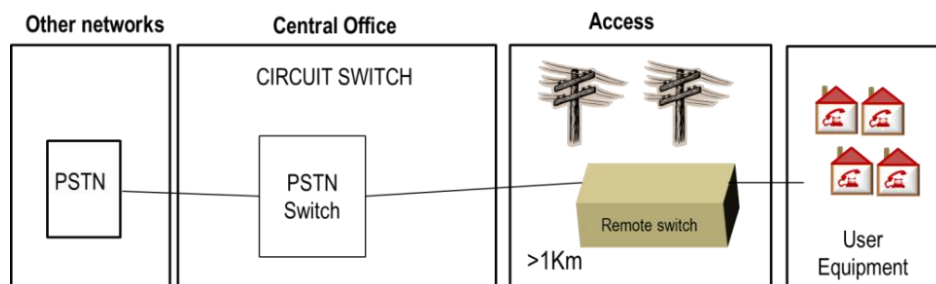 Other networks
Central Office
Access
CIRCUIT SWITCH
PSTN
PSTN
Switch
Remote switch
>1Km
User
Equipment